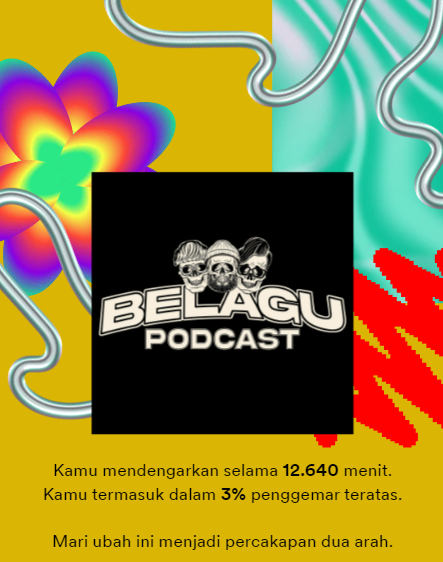 BELAGU
PODCAST
Kamu mendengarkan selama 12.640 menit.
Kamu termasuk dalam 3% penggemar teratas.
Mari ubah ini menjadi percakapan dua arah.